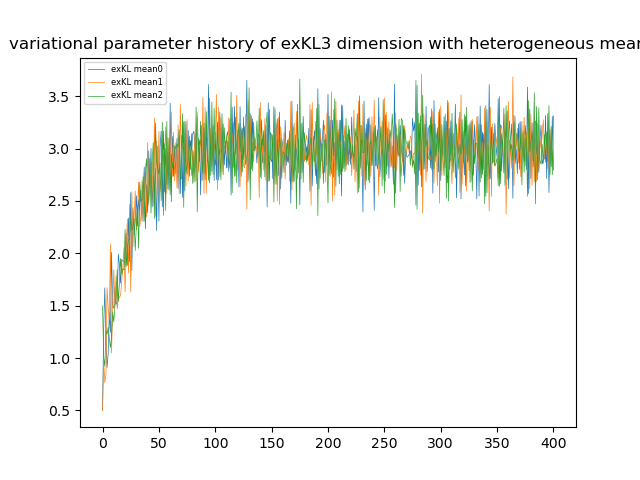 variational parameter history of exKL3 dimension with heterogeneous mear
exKL mean0
exKL mean1
exKL mean2
3.5
3.0
2.5
2.0
1.5
1.0
0.5
0 50 100 150 200 250 300 350 400